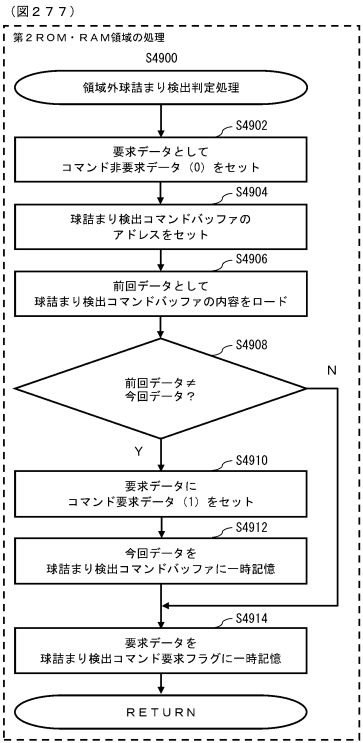 (図277)
第2ROM・RAM領域の処理
S4900
領域外球詰まり検出判定処理
S4902
要求データとして
コマンド非要求データ(0)をセット
S4904
球詰まり検出コマンドバッファの
アドレスをセット
S4906
前回データとして
球詰まり検出コマンドバッファの内容をロード
S4908
前回データ≠
今回データ?
N
Y
S4910
要求データに
コマンド要求データ(1)をセット
S4912
今回データを
球詰まり検出コマンドバッファに一時記憶
S4914
要求データを
球詰まり検出コマンド要求フラグに一時記憶
RETURN